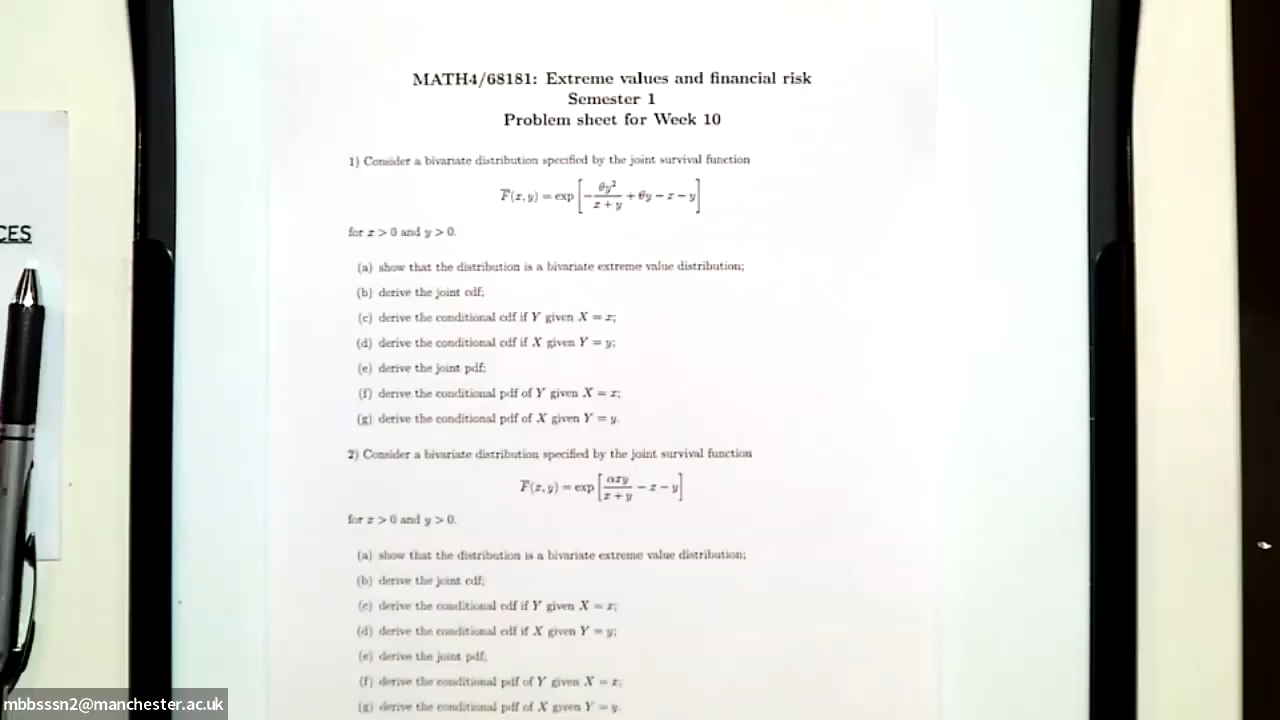 MATH4/68181: Extreme values and financial risk
Semester 1
Problem sheet for Week 10
1) Consider a bivariate distribution specified by the joint survival function
F̅(x, y) = exp [ −θy²/(x + y) + θy − x − y ]
for x > 0 and y > 0.
(a) show that the distribution is a bivariate extreme value distribution;
(b) derive the joint cdf;
(c) derive the conditional cdf if Y given X = x;
(d) derive the conditional cdf if X given Y = y;
(e) derive the joint pdf;
(f) derive the conditional pdf of Y given X = x;
(g) derive the conditional pdf of X given Y = y.
2) Consider a bivariate distribution specified by the joint survival function
F̅(x, y) = exp [ αxy/(x + y) − x − y ]
for x > 0 and y > 0.
(a) show that the distribution is a bivariate extreme value distribution;
(b) derive the joint cdf;
(c) derive the conditional cdf if Y given X = x;
(d) derive the conditional cdf if X given Y = y;
(e) derive the joint pdf;
(f) derive the conditional pdf of Y given X = x;
(g) derive the conditional pdf of X given Y = y.
CES
mbbsssn2@manchester.ac.uk